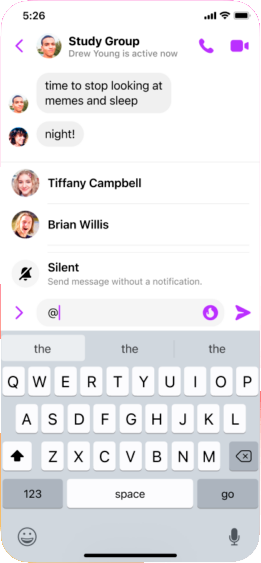 5:26
Study Group
Drew Young is active now
time to stop looking at
memes and sleep
night!
Tiffany Campbell
Brian Willis
Silent
Send message without a notification.
@
the the the
Q W E R T Y U I O P
A S D F G H J K L
Z X C V B N M
123 space go